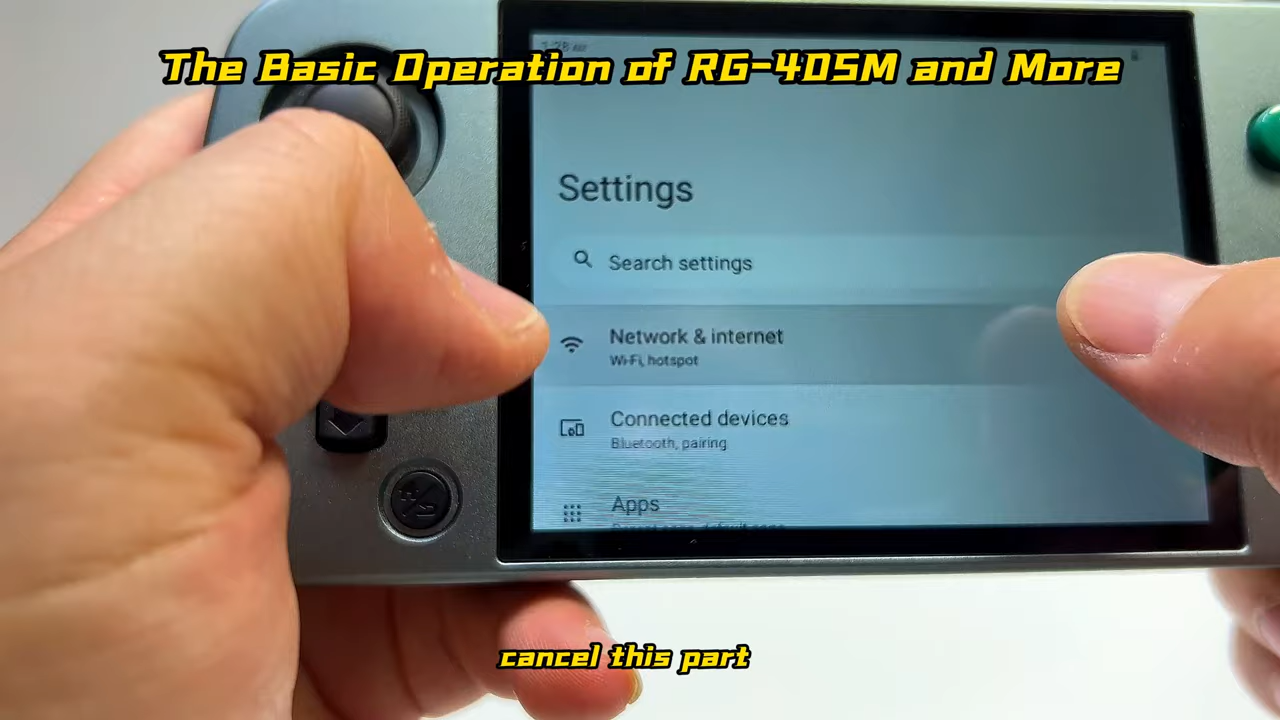 The Basic Operation of RG-405M and More
Settings
Search settings
Network & internet
Wi-Fi, hotspot
Connected devices
Bluetooth, pairing
Apps
cancel this part